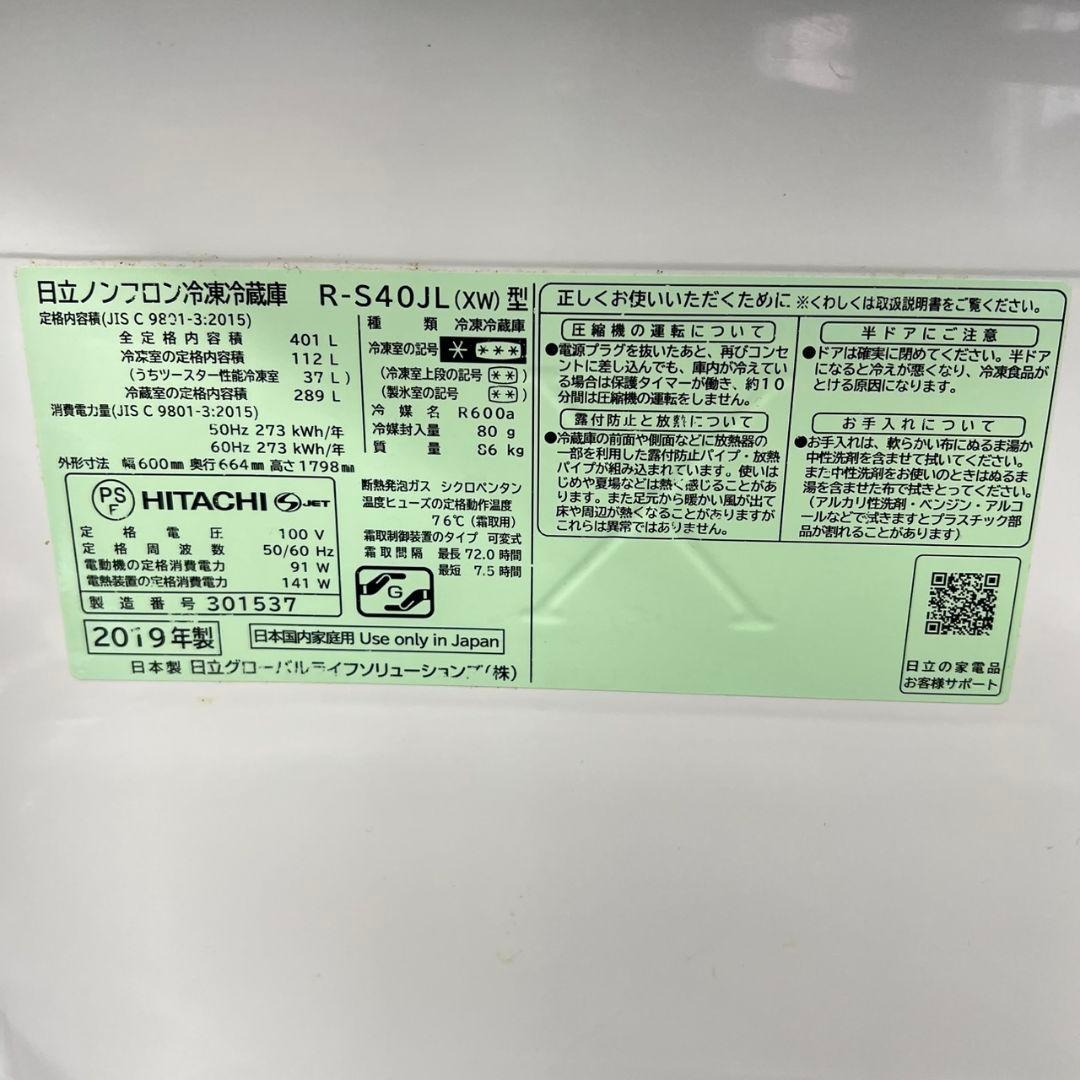 日立ノンフロン冷凍冷蔵庫 R-S40JL(XW)型
定格内容積(JIS C 9801-3:2015)
全定格内容積 401 L
冷凍室の定格内容積 112 L
(うちツースター性能冷凍室 37 L)
冷蔵室の定格内容積 289 L
消費電力量(JIS C 9801-3:2015)
50Hz 273 kWh/年
60Hz 273 kWh/年
外形寸法 幅600mm 奥行664mm 高さ1798mm
種類 冷凍冷蔵庫
冷凍室の記号 * ***
(冷凍室上段の記号 **)
(製氷室の記号 **)
冷媒名 R600a
冷媒封入量 80 g
質量 86 kg
PS
F
HITACHI S JET
定格電圧 100 V
定格周波数 50/60 Hz
電動機の定格消費電力 91 W
電熱装置の定格消費電力 141 W
製造番号 301537
断熱発泡ガス シクロペンタン
温度ヒューズの定格動作温度
76℃(霜取用)
霜取制御装置のタイプ 可変式
霜取間隔 最長 72.0 時間
最短 7.5 時間
G
2019年製
日本国内家庭用 Use only in Japan
日本製 日立グローバルライフソリューションズ(株)
正しくお使いいただくために ※くわしくは取扱説明書をご覧ください。
圧縮機の運転について
●電源プラグを抜いたあと、再びコンセ
ントに差し込んでも、庫内が冷えてい
る場合は保護タイマーが働き、約10
分間は圧縮機の運転をしません。
露付防止と放熱について
●冷蔵庫の前面や側面などに放熱器の
一部を利用した露付防止パイプ・放熱
パイプが組み込まれています。使いは
じめや夏場などは熱く感じることがあ
ります。また足元から暖かい風が出て
床や周辺が熱くなることがありますが
これらは異常ではありません。
半ドアにご注意
●ドアは確実に閉めてください。半ドア
になると冷えが悪くなり、冷凍食品が
とける原因になります。
お手入れについて
●お手入れは、軟らかい布にぬるま湯か
中性洗剤を含ませて拭いてください。
また中性洗剤をお使いのときはぬるま
湯を含ませた布で拭きとってください。
(アルカリ性洗剤・ベンジン・アルコ
ールなどで拭きますとプラスチック部
品が割れることがあります)
日立の家電品
お客様サポート